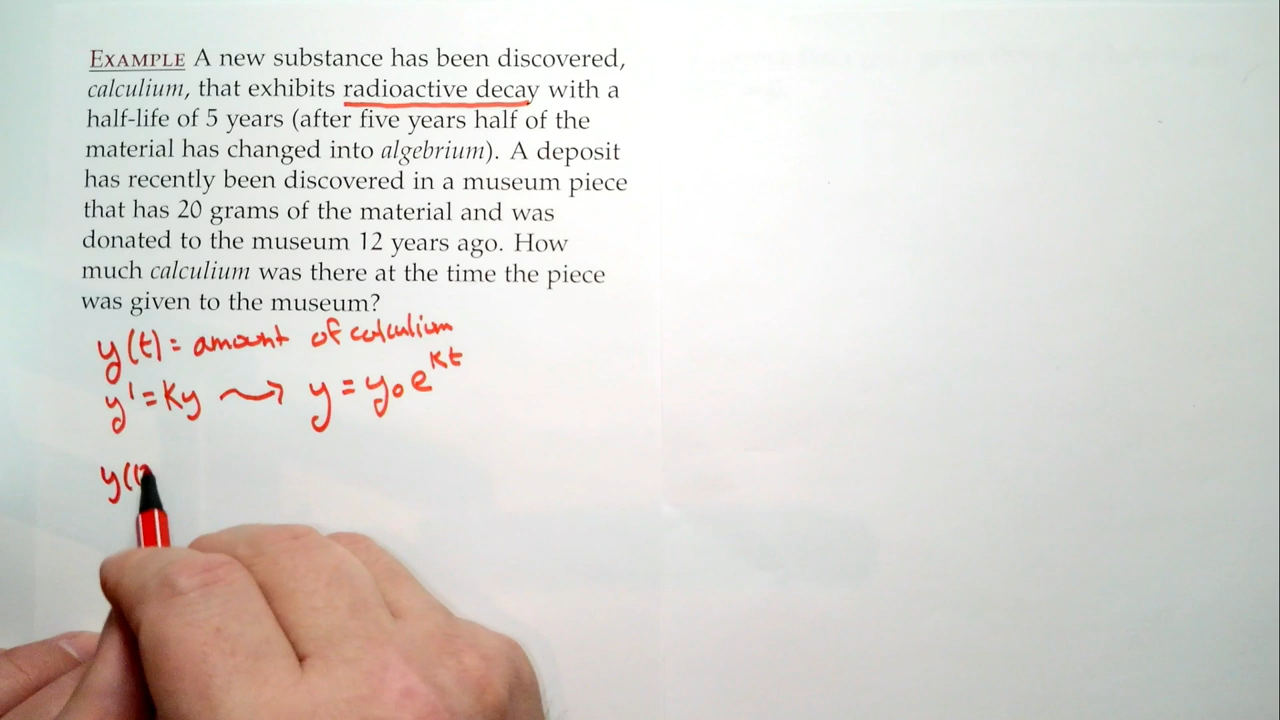 EXAMPLE A new substance has been discovered,
calculium, that exhibits radioactive decay with a
half-life of 5 years (after five years half of the
material has changed into algebrium). A deposit
has recently been discovered in a museum piece
that has 20 grams of the material and was
donated to the museum 12 years ago. How
much calculium was there at the time the piece
was given to the museum?
y(t) = amount of calculium
y' = ky ⟿ y = y₀e^{kt}
y(